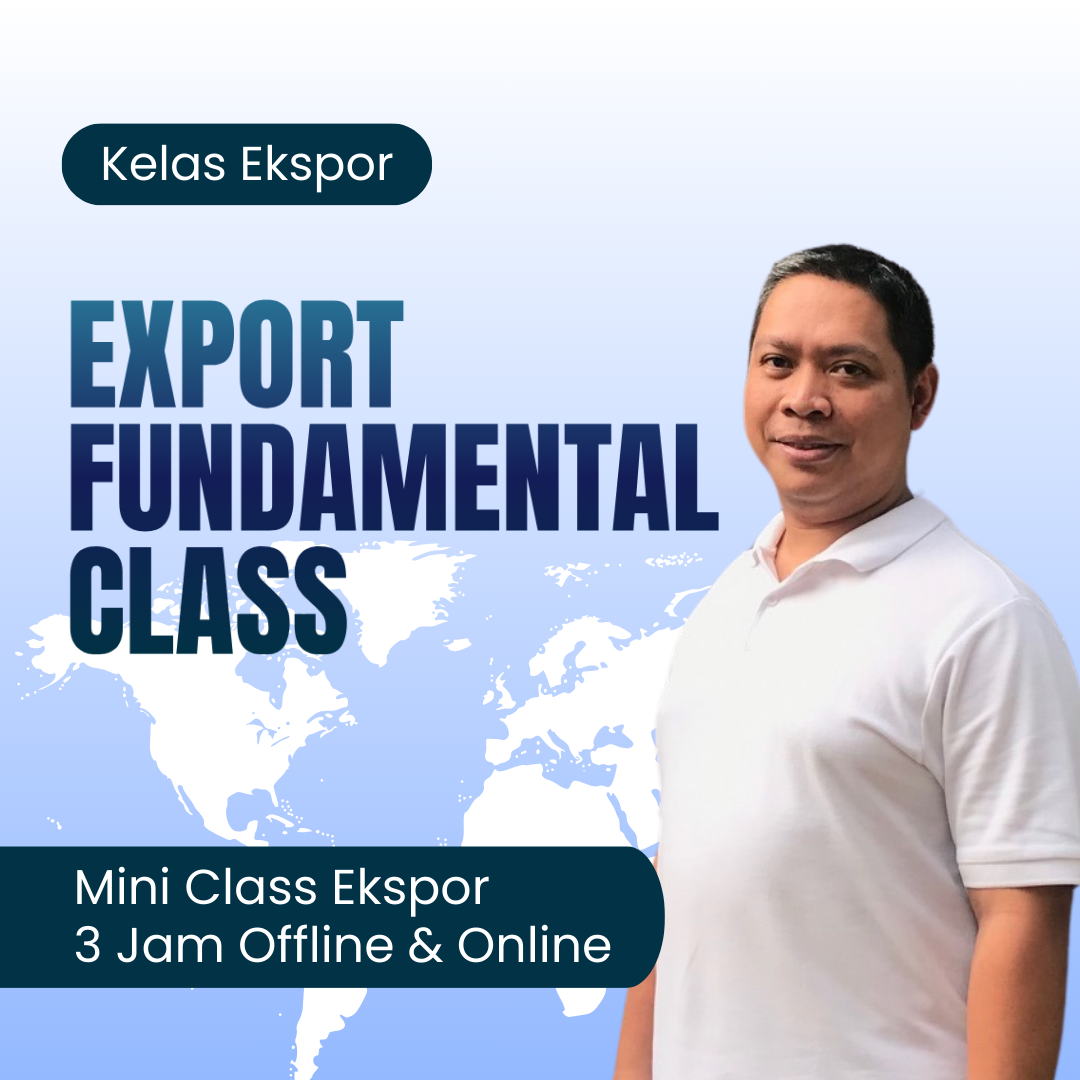 Kelas Ekspor
EXPORT
FUNDAMENTAL
CLASS
Mini Class Ekspor
3 Jam Offline & Online